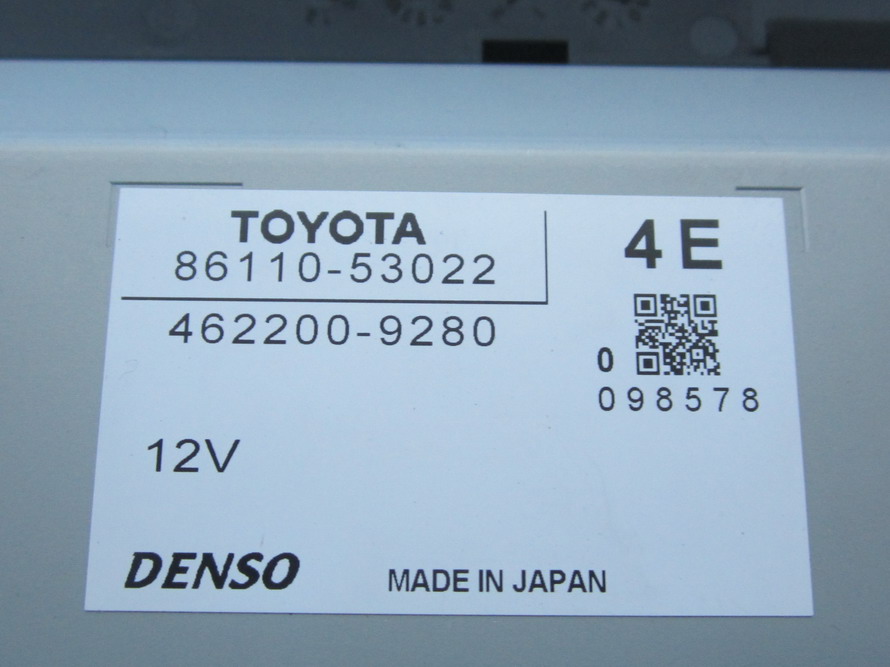 TOYOTA
86110-53022
462200-9280
4E
0
098578
12V
DENSO
MADE IN JAPAN